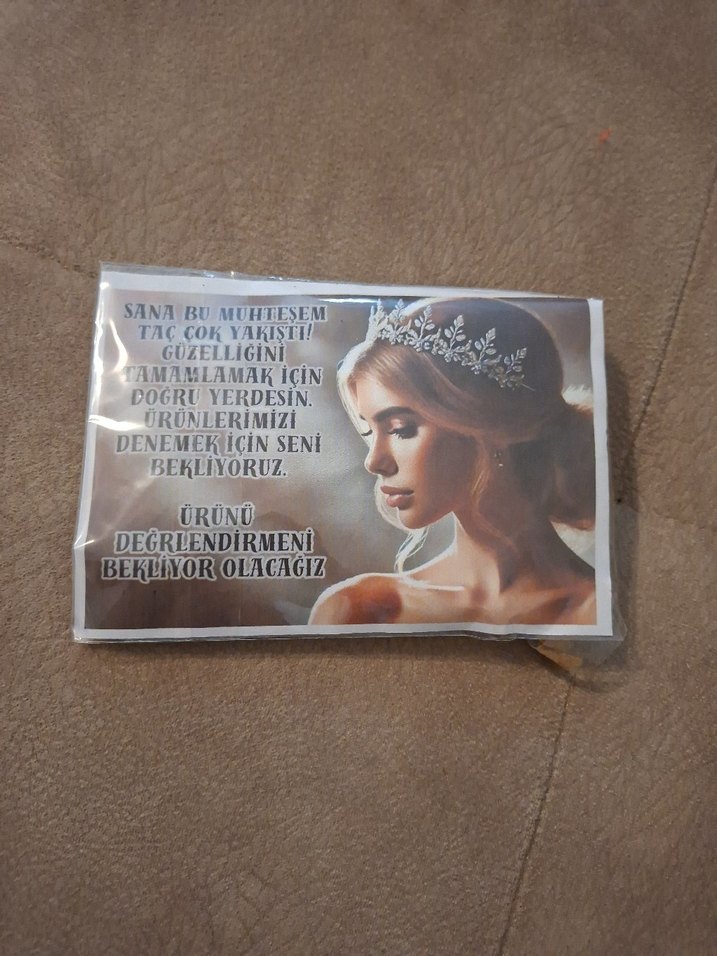 SANA BU MUHTEŞEM
TAÇ ÇOK YAKIŞTI!
GÜZELLİĞİNİ
TAMAMLAMAK İÇİN
DOĞRU YERDESİN.
ÜRÜNLERİMİZİ
DENEMEK İÇİN SENİ
BEKLİYORUZ.
ÜRÜNÜ
DEĞRLENDİRMENİ
BEKLİYOR OLACAĞIZ